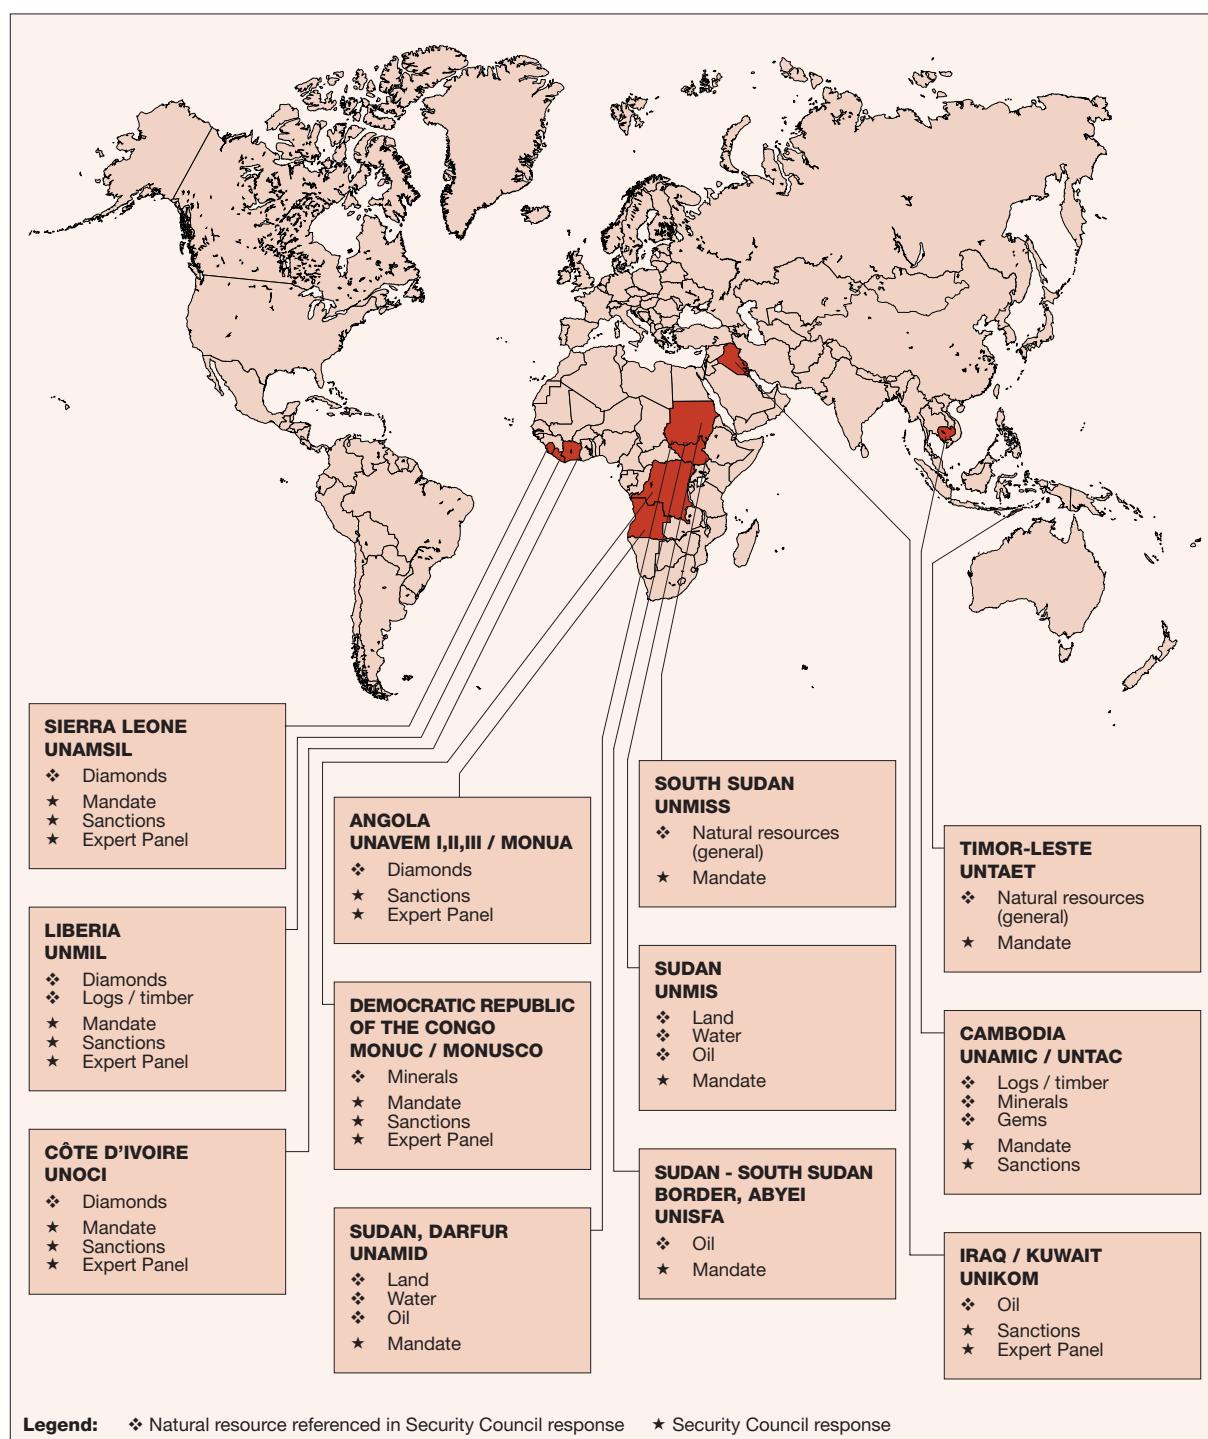 SIERRA LEONE
UNAMSIL
❖ Diamonds
★ Mandate
★ Sanctions
★ Expert Panel
LIBERIA
UNMIL
❖ Diamonds
❖ Logs / timber
★ Mandate
★ Sanctions
★ Expert Panel
CÔTE D'IVOIRE
UNOCI
❖ Diamonds
★ Mandate
★ Sanctions
★ Expert Panel
ANGOLA
UNAVEM I,II,III / MONUA
❖ Diamonds
★ Sanctions
★ Expert Panel
DEMOCRATIC REPUBLIC
OF THE CONGO
MONUC / MONUSCO
❖ Minerals
★ Mandate
★ Sanctions
★ Expert Panel
SUDAN, DARFUR
UNAMID
❖ Land
❖ Water
❖ Oil
★ Mandate
SOUTH SUDAN
UNMISS
❖ Natural resources
(general)
★ Mandate
SUDAN
UNMIS
❖ Land
❖ Water
❖ Oil
★ Mandate
SUDAN - SOUTH SUDAN
BORDER, ABYEI
UNISFA
❖ Oil
★ Mandate
TIMOR-LESTE
UNTAET
❖ Natural resources
(general)
★ Mandate
CAMBODIA
UNAMIC / UNTAC
❖ Logs / timber
❖ Minerals
❖ Gems
★ Mandate
★ Sanctions
IRAQ / KUWAIT
UNIKOM
❖ Oil
★ Sanctions
★ Expert Panel
Legend: ❖ Natural resource referenced in Security Council response ★ Security Council response